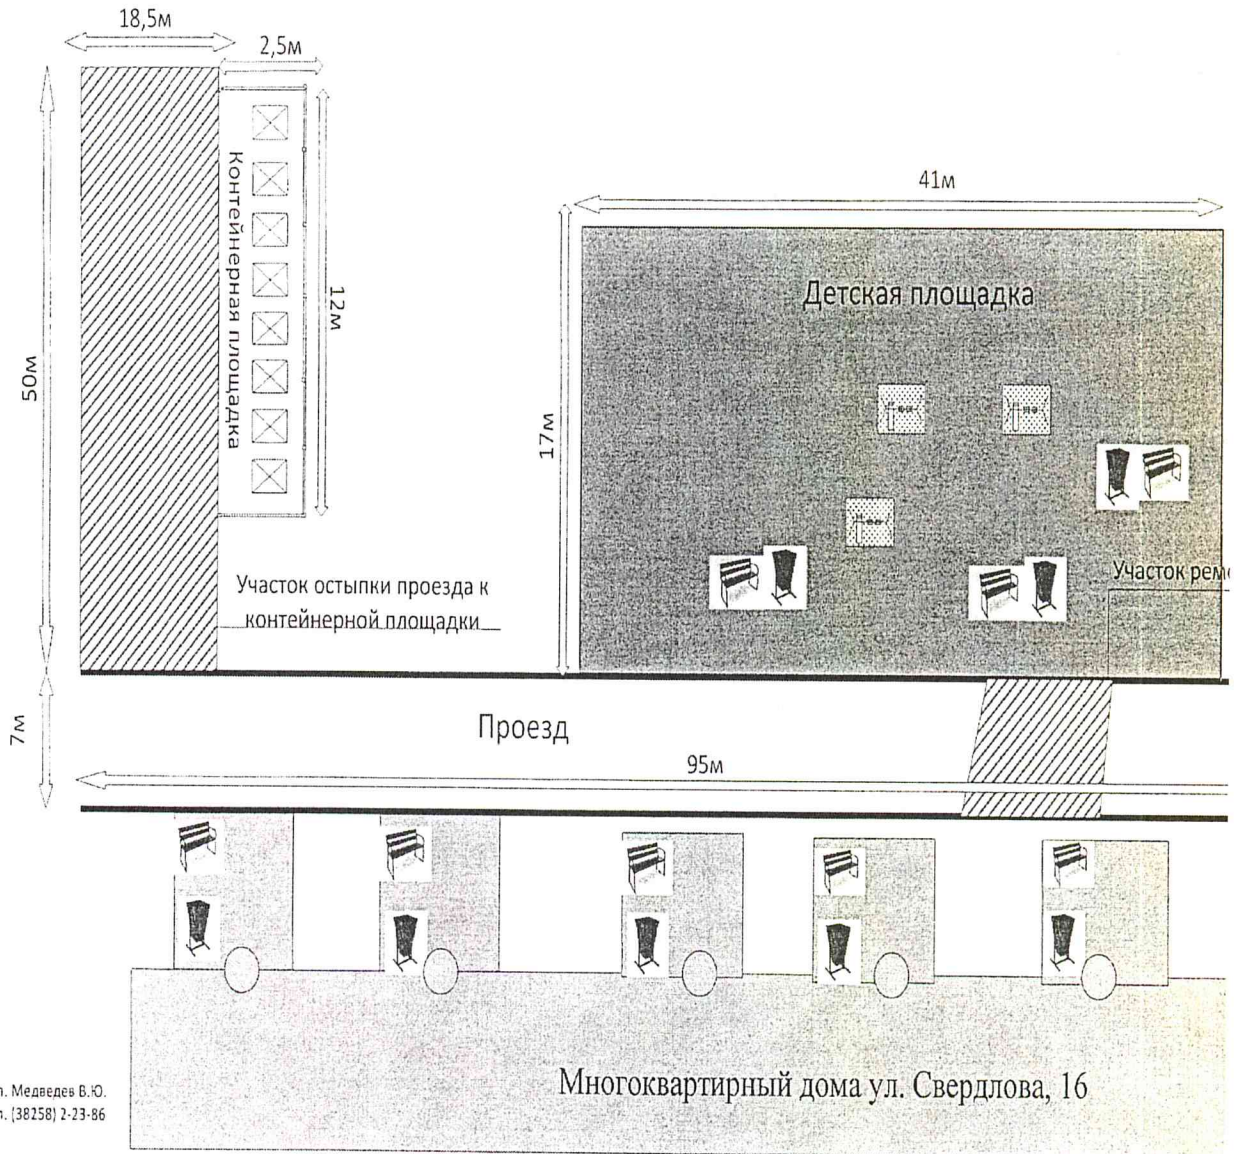 18,5м
2,5м
41м
50м
Контейнерная площадка
12м
17м
Детская площадка
Участок остыпки проезда к
контейнерной площадки
Участок рем
7м
Проезд
95м
Многоквартирный дома ул. Свердлова, 16
Медведев В.Ю.
(38258) 2-23-86